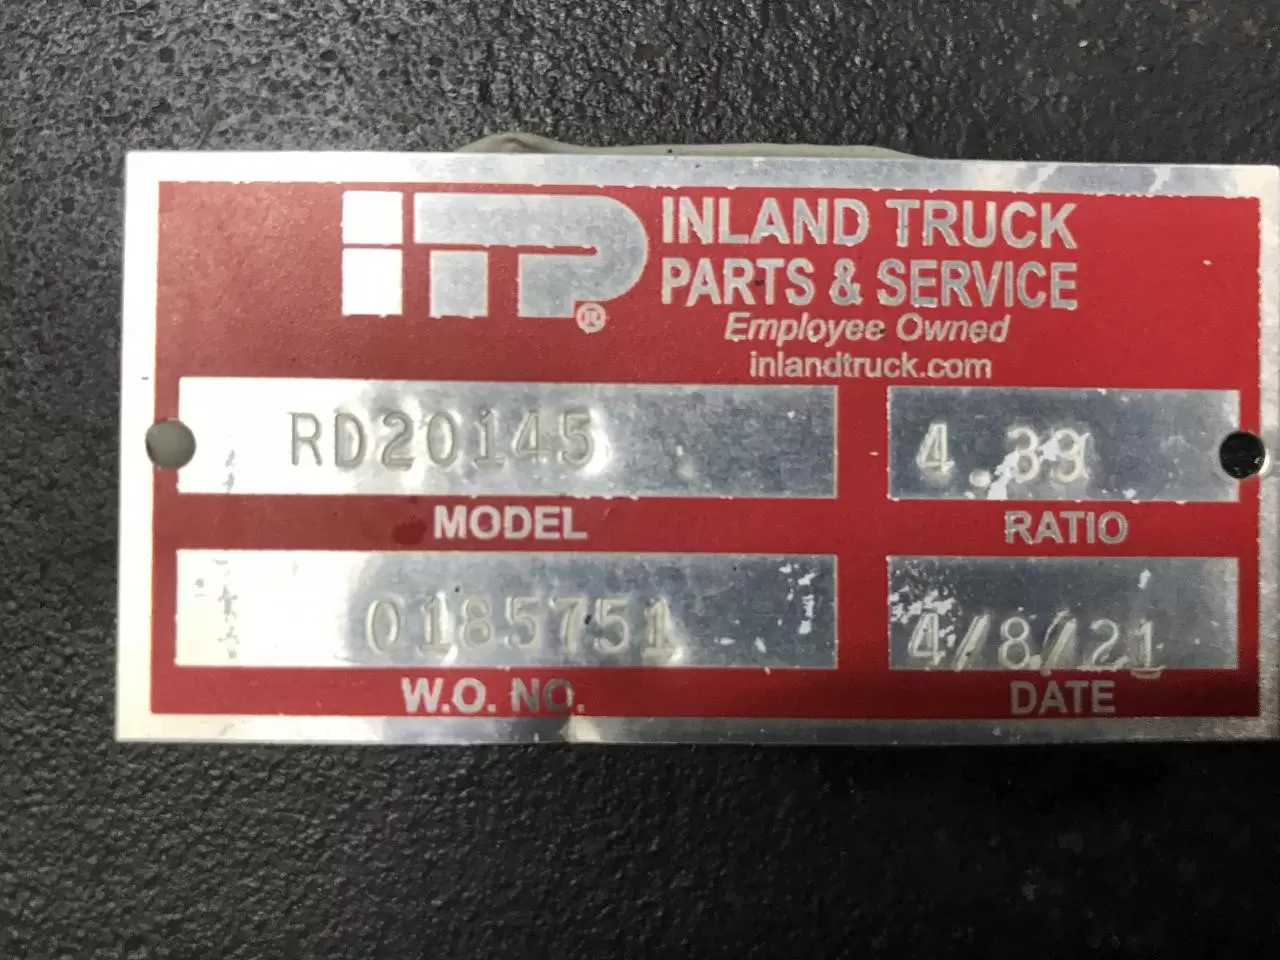 ITP®
INLAND TRUCK
PARTS & SERVICE
Employee Owned
inlandtruck.com
RD20145
4.33
MODEL
RATIO
0185751
4/8/21
W.O. NO.
DATE